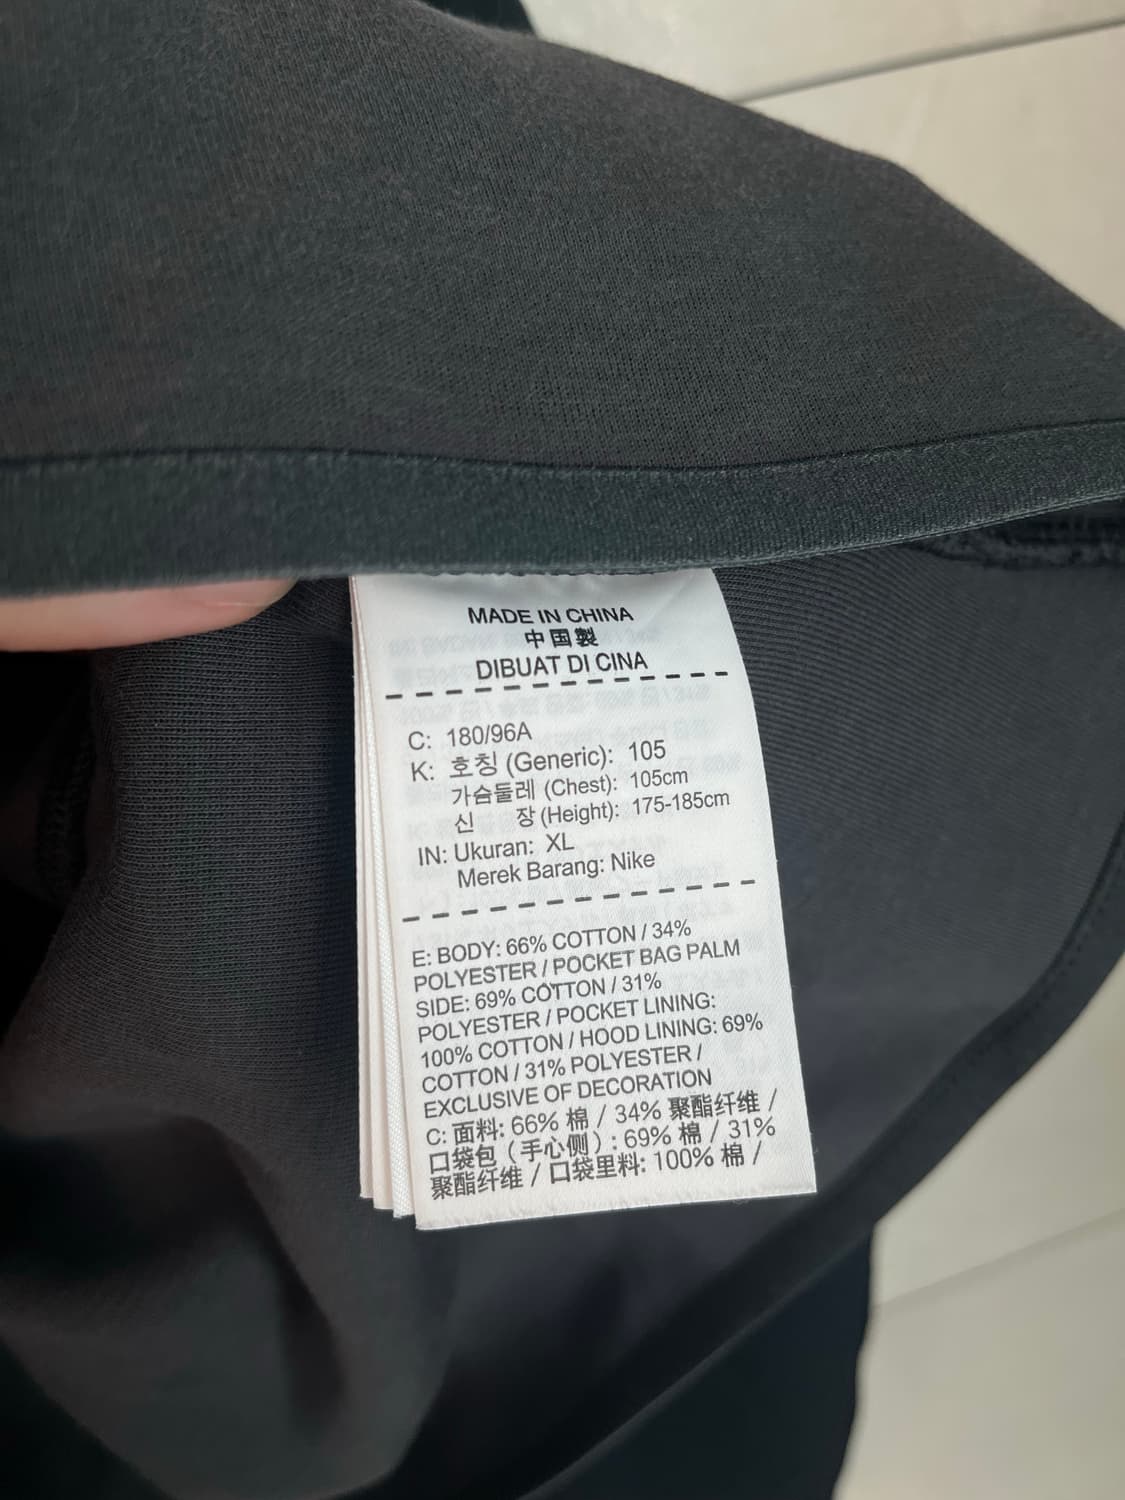 MADE IN CHINA
中国製
DIBUAT DI CINA
C: 180/96A
K: 호칭 (Generic): 105
가슴둘레 (Chest): 105cm
신 장 (Height): 175-185cm
IN: Ukuran: XL
Merek Barang: Nike
E: BODY: 66% COTTON / 34%
POLYESTER / POCKET BAG PALM
SIDE: 69% COTTON / 31%
POLYESTER / POCKET LINING:
100% COTTON / HOOD LINING: 69%
COTTON / 31% POLYESTER /
EXCLUSIVE OF DECORATION
C: 面料: 66% 棉 / 34% 聚酯纤维 /
口袋包（手心侧）: 69% 棉 / 31%
聚酯纤维 / 口袋里料: 100% 棉 /